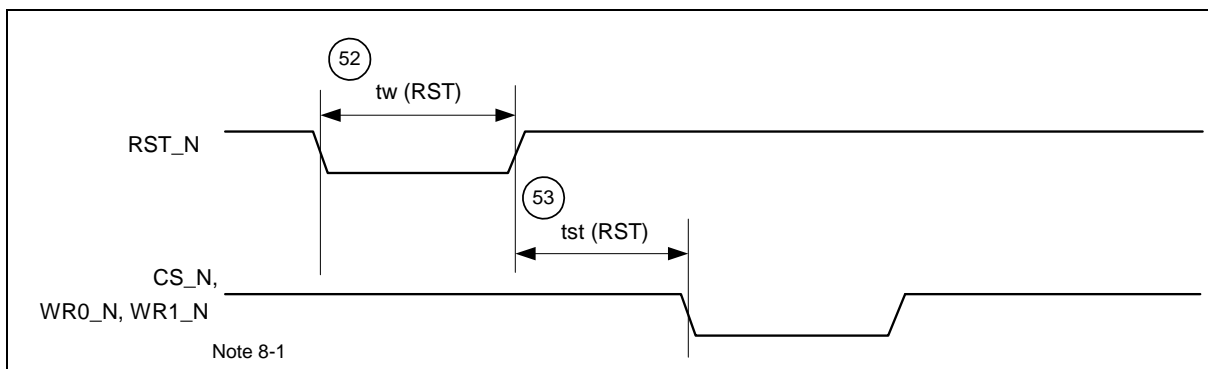 52
tw (RST)
RST_N
53
tst (RST)
CS_N,
WR0_N, WR1_N
Note 8-1